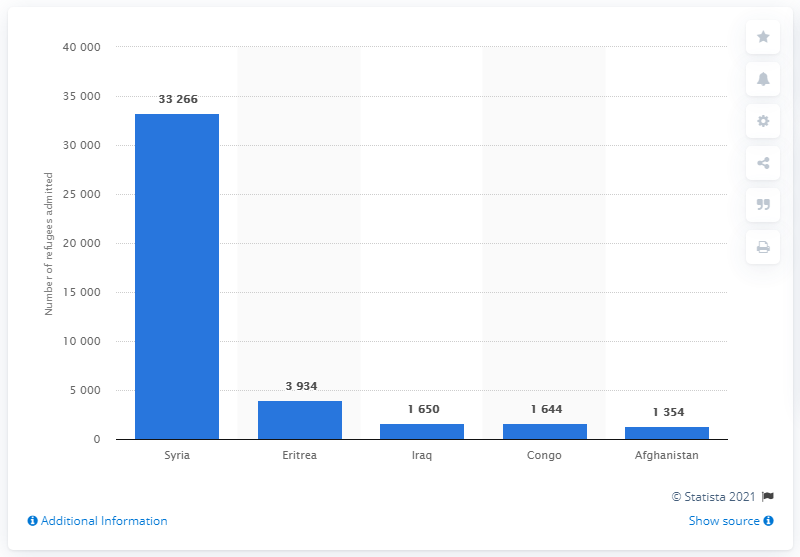 40 000
35 000
30 000
25 000
20 000
15 000
10 000
5 000
0
Number of refugees admitted
33 266
3 934
1 650
1 644
1 354
Syria
Eritrea
Iraq
Congo
Afghanistan
© Statista 2021
Additional Information
Show source